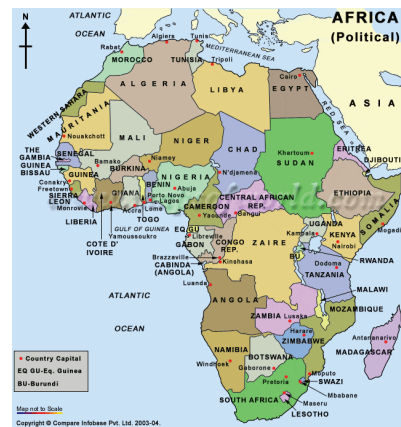 AFRICA
(Political)
ATLANTIC
OCEAN
N
MEDITERRANEAN SEA
Algiers
Tunis
Rabat
MOROCCO
TUNISIA
Tripoli
ALGERIA
LIBYA
Cairo
EGYPT
ASIA
RED SEA
WESTERN SAHARA
MAURITANIA
Nouakchott
MALI
NIGER
CHAD
Khartoum
SUDAN
ERITREA
DJIBOUTI
THE
GAMBIA
SENEGAL
GUINEA
BISSAU
Bamako
Niamey
BURKINA
GUINEA
Conakry
Freetown
SIERRA
LEON
Monrovia
LIBERIA
COTE D'
IVOIRE
Yamoussoukro
GHANA
Accra
TOGO
Lome
BENIN
Porto Novo
Lagos
NIGERIA
Abuja
N'djamena
ETHIOPIA
CENTRAL AFRICAN
REP.
Bangui
CAMERGON
Yaounde
GULF OF GUINEA
EQ.GU
Libreville
GABON
CONGO
REP.
Brazzaville
Kinshasa
CABINDA
(ANGOLA)
ZAIRE
UGANDA
Kampala
KENYA
Nairobi
SOMALIA
Mogadi
BU
RWANDA
Dodoma
TANZANIA
MALAWI
Luanda
ANGOLA
ATLANTIC
OCEAN
ZAMBIA
Lusaka
MOZAMBIQUE
Harare
ZIMBABWE
Antananarivo
MADAGASCAR
NAMIBIA
Windhoek
BOTSWANA
Gaborone
Pretoria
Maputo
SWAZI
Mbabane
SOUTH AFRICA
Maseru
LESOTHO
Country Capital
EQ GU-Eq. Guinea
BU-Burundi
Map not to Scale
Copyright © Compare Infobase Pvt. Ltd. 2003-04.